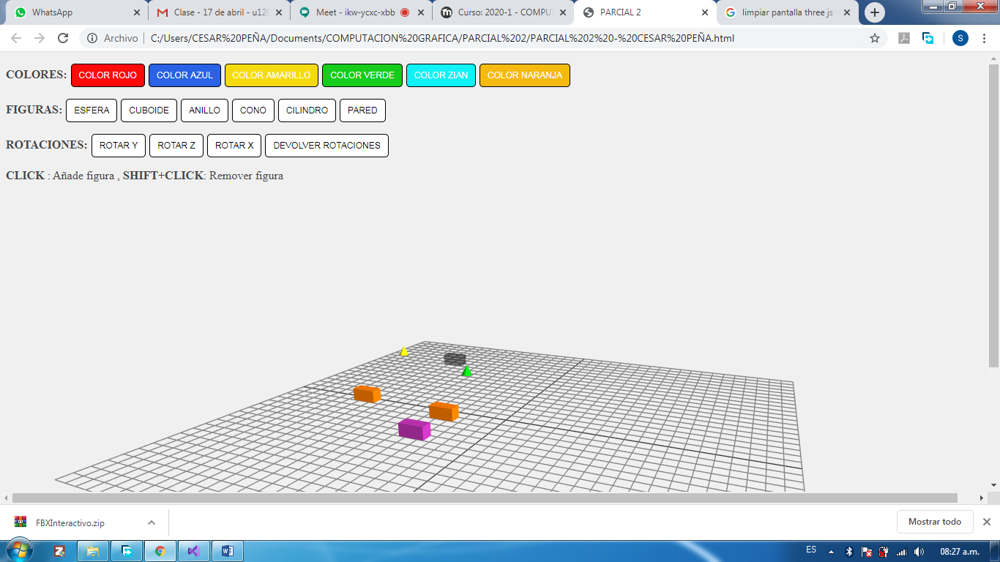 WhatsApp
Clase - 17 de abril - u120
Meet - ikw-ycxc-xbb
Curso: 2020-1 - COMPUT
PARCIAL 2
limpiar pantalla three js
Archivo
C:/Users/CESAR%20PEÑA/Documents/COMPUTACION%20GRAFICA/PARCIAL%202/PARCIAL%202%20-%20CESAR%20PEÑA.html
S
COLORES: COLOR ROJO COLOR AZUL COLOR AMARILLO COLOR VERDE COLOR ZIAN COLOR NARANJA
FIGURAS: ESFERA CUBOIDE ANILLO CONO CILINDRO PARED
ROTACIONES: ROTAR Y ROTAR Z ROTAR X DEVOLVER ROTACIONES
CLICK : Añade figura , SHIFT+CLICK: Remover figura
FBXInteractivo.zip
Mostrar todo
ES
08:27 a.m.